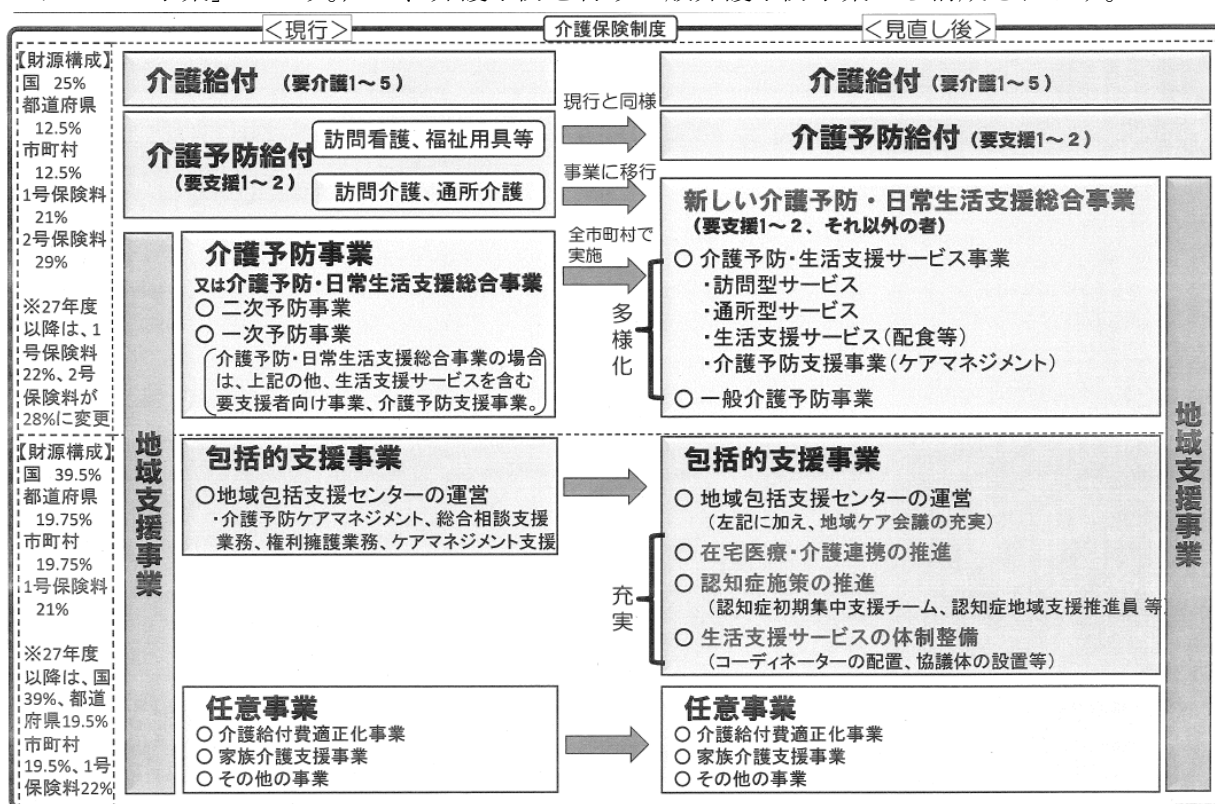 <現行>
介護保険制度
<見直し後>
【財源構成】
国 25%
都道府県
12.5%
市町村
12.5%
1号保険料
21%
2号保険料
29%
※27年度
以降は、1
号保険料
22%、2号
保険料が
28%に変更
【財源構成】
国 39.5%
都道府県
19.75%
市町村
19.75%
1号保険料
21%
※27年度
以降は、国
39%、都道
府県19.5%
市町村
19.5%、1号
保険料22%
介護給付 (要介護1~5)
介護予防給付
(要支援1~2)
訪問看護、福祉用具等
訪問介護、通所介護
地域支援事業
介護予防事業
又は介護予防・日常生活支援総合事業
○ 二次予防事業
○ 一次予防事業
介護予防・日常生活支援総合事業の場合
は、上記の他、生活支援サービスを含む
要支援者向け事業、介護予防支援事業。
包括的支援事業
○地域包括支援センターの運営
・介護予防ケアマネジメント、総合相談支援
業務、権利擁護業務、ケアマネジメント支援
任意事業
○ 介護給付費適正化事業
○ 家族介護支援事業
○ その他の事業
現行と同様
事業に移行
全市町村で
実施
多様化
充実
介護給付 (要介護1~5)
介護予防給付 (要支援1~2)
新しい介護予防・日常生活支援総合事業
(要支援1~2、それ以外の者)
○ 介護予防・生活支援サービス事業
・訪問型サービス
・通所型サービス
・生活支援サービス(配食等)
・介護予防支援事業(ケアマネジメント)
○ 一般介護予防事業
包括的支援事業
○ 地域包括支援センターの運営
(左記に加え、地域ケア会議の充実)
○ 在宅医療・介護連携の推進
○ 認知症施策の推進
(認知症初期集中支援チーム、認知症地域支援推進員 等)
○ 生活支援サービスの体制整備
(コーディネーターの配置、協議体の設置等)
任意事業
○ 介護給付費適正化事業
○ 家族介護支援事業
○ その他の事業
地域支援事業